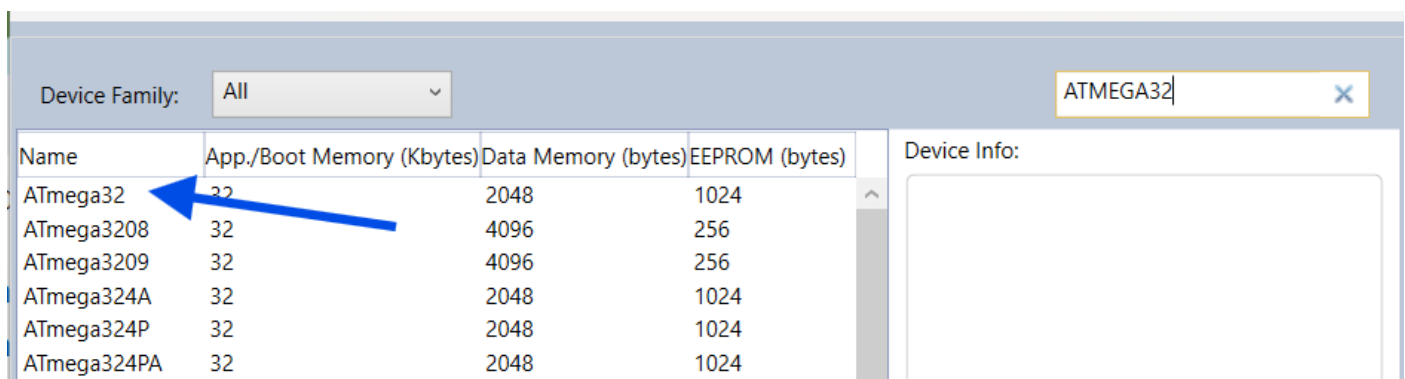 Device Family: All ATMEGA32
Name App./Boot Memory (Kbytes) Data Memory (bytes) EEPROM (bytes) Device Info:
ATmega32 32 2048 1024
ATmega3208 32 4096 256
ATmega3209 32 4096 256
ATmega324A 32 2048 1024
ATmega324P 32 2048 1024
ATmega324PA 32 2048 1024